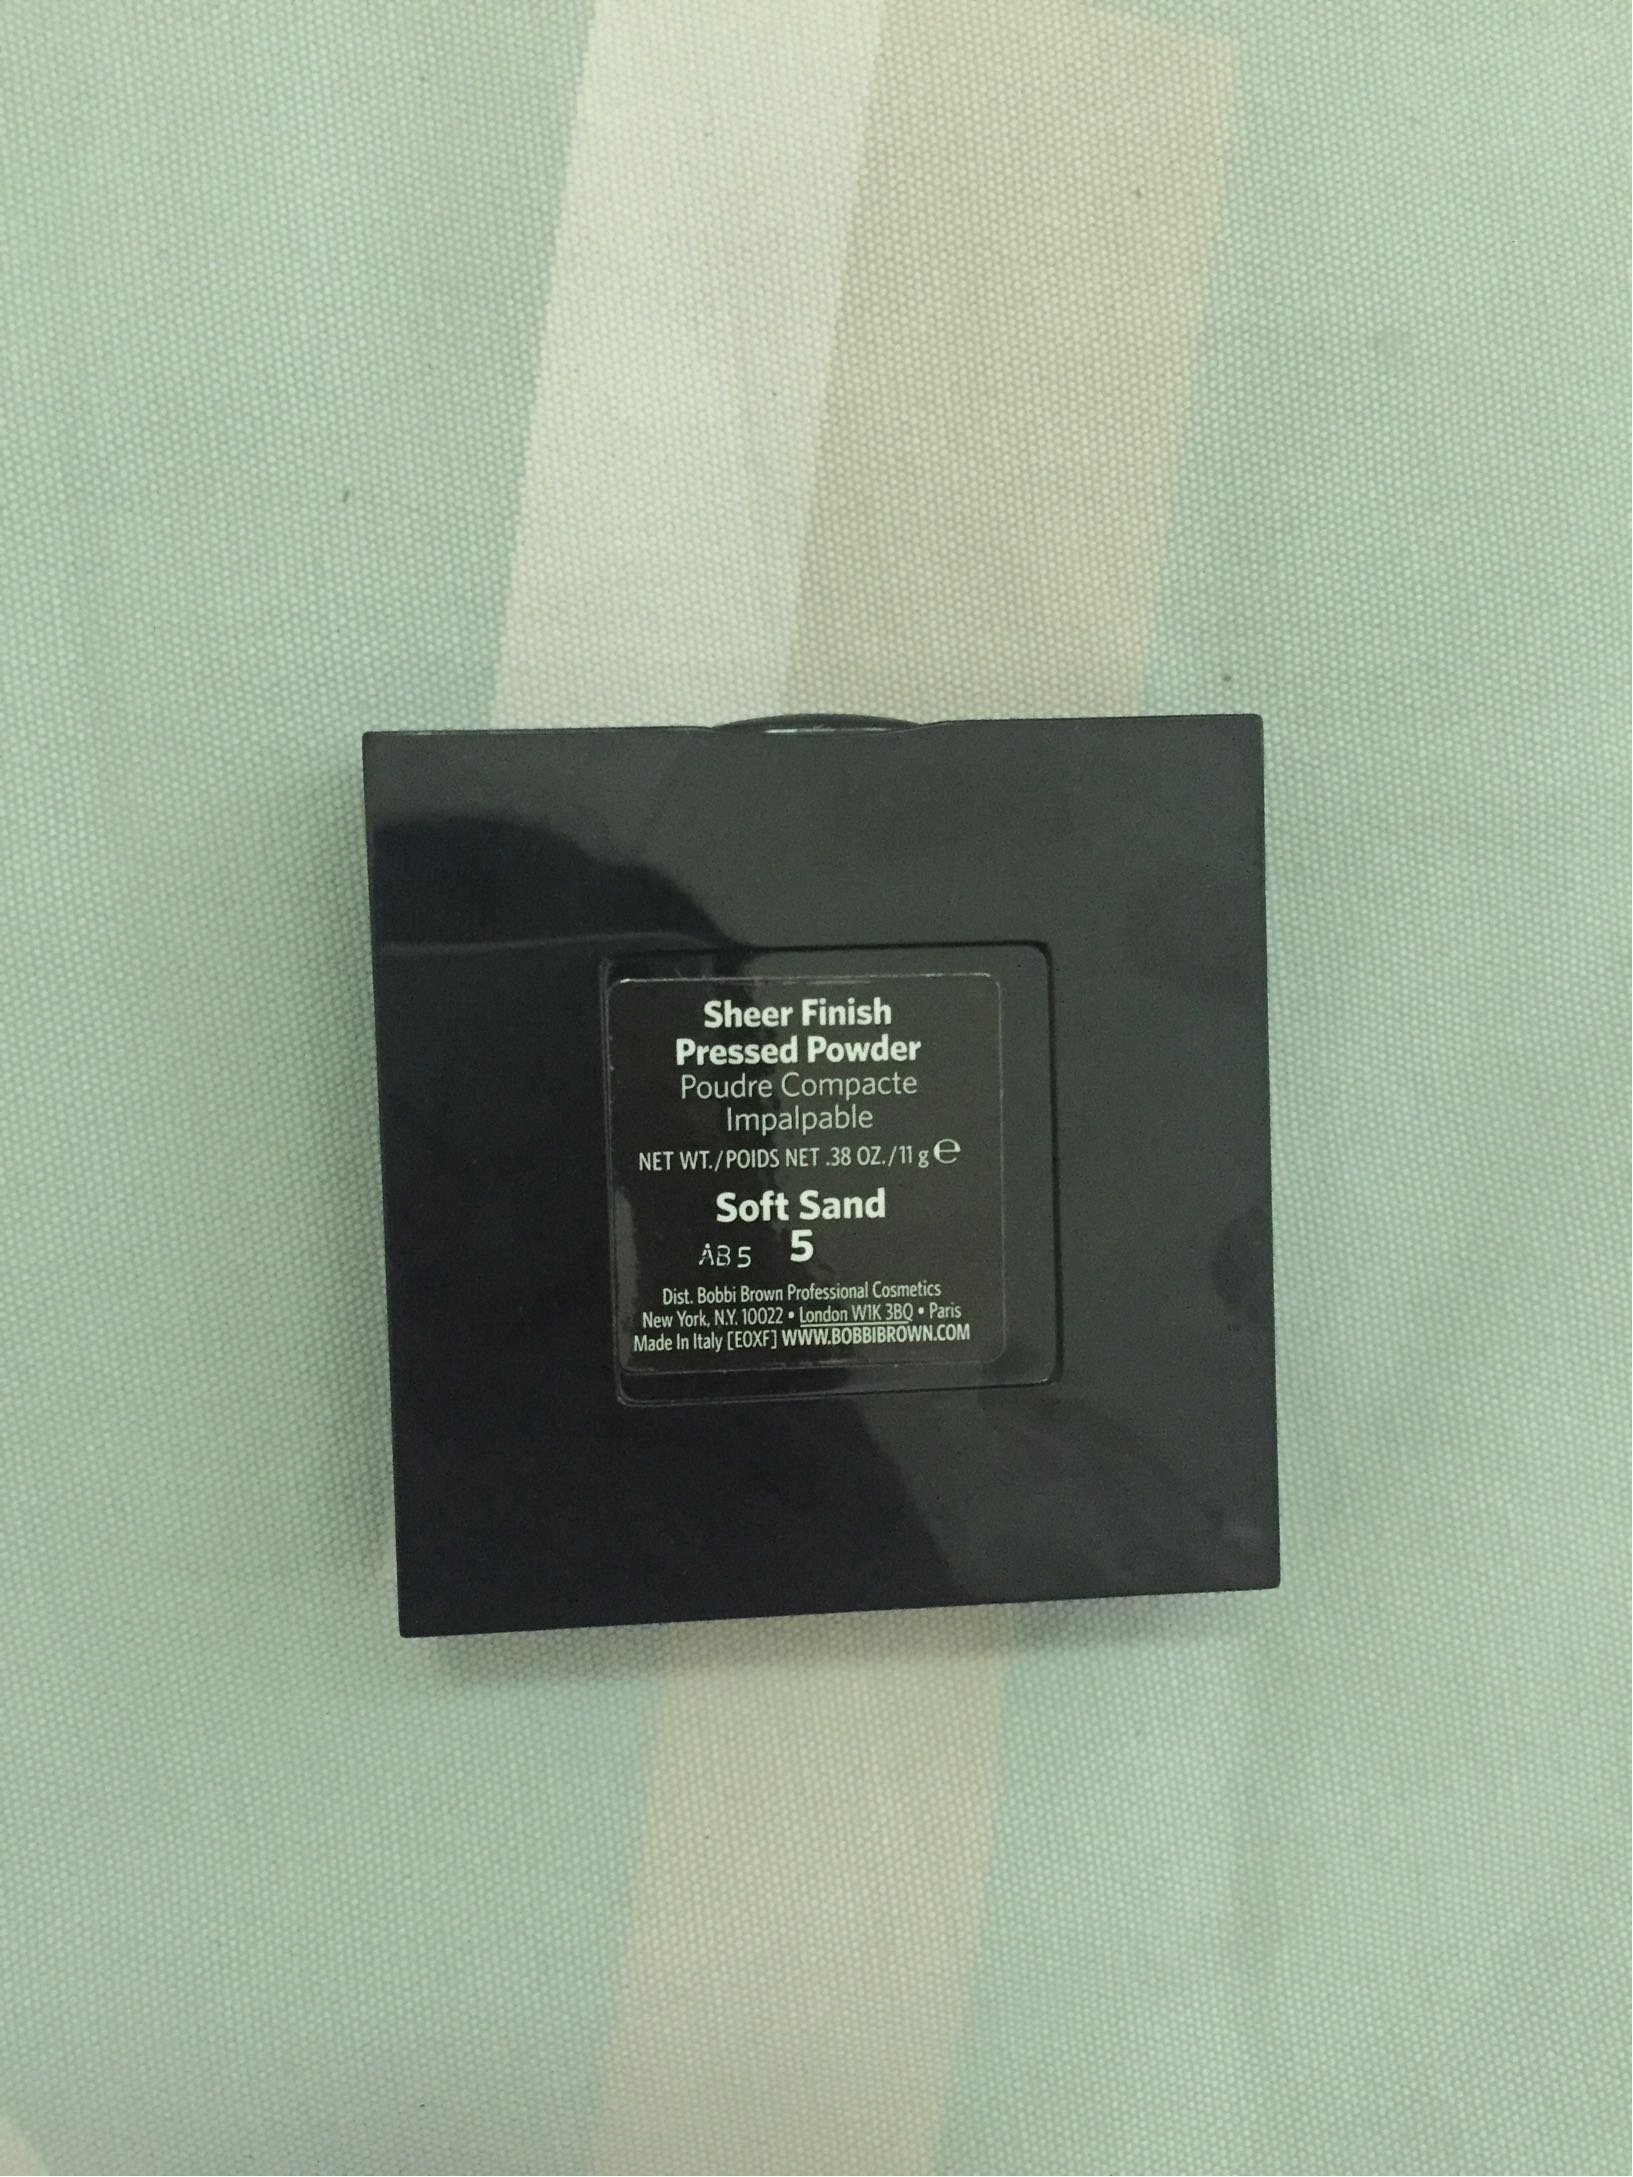 Sheer Finish
Pressed Powder
Poudre Compacte
Impalpable
NET WT./POIDS NET .38 OZ./11 g ℮
Soft Sand
AB5 5
Dist. Bobbi Brown Professional Cosmetics
New York, N.Y. 10022 • London W1K 3BQ • Paris
Made In Italy [EOXF] WWW.BOBBIBROWN.COM